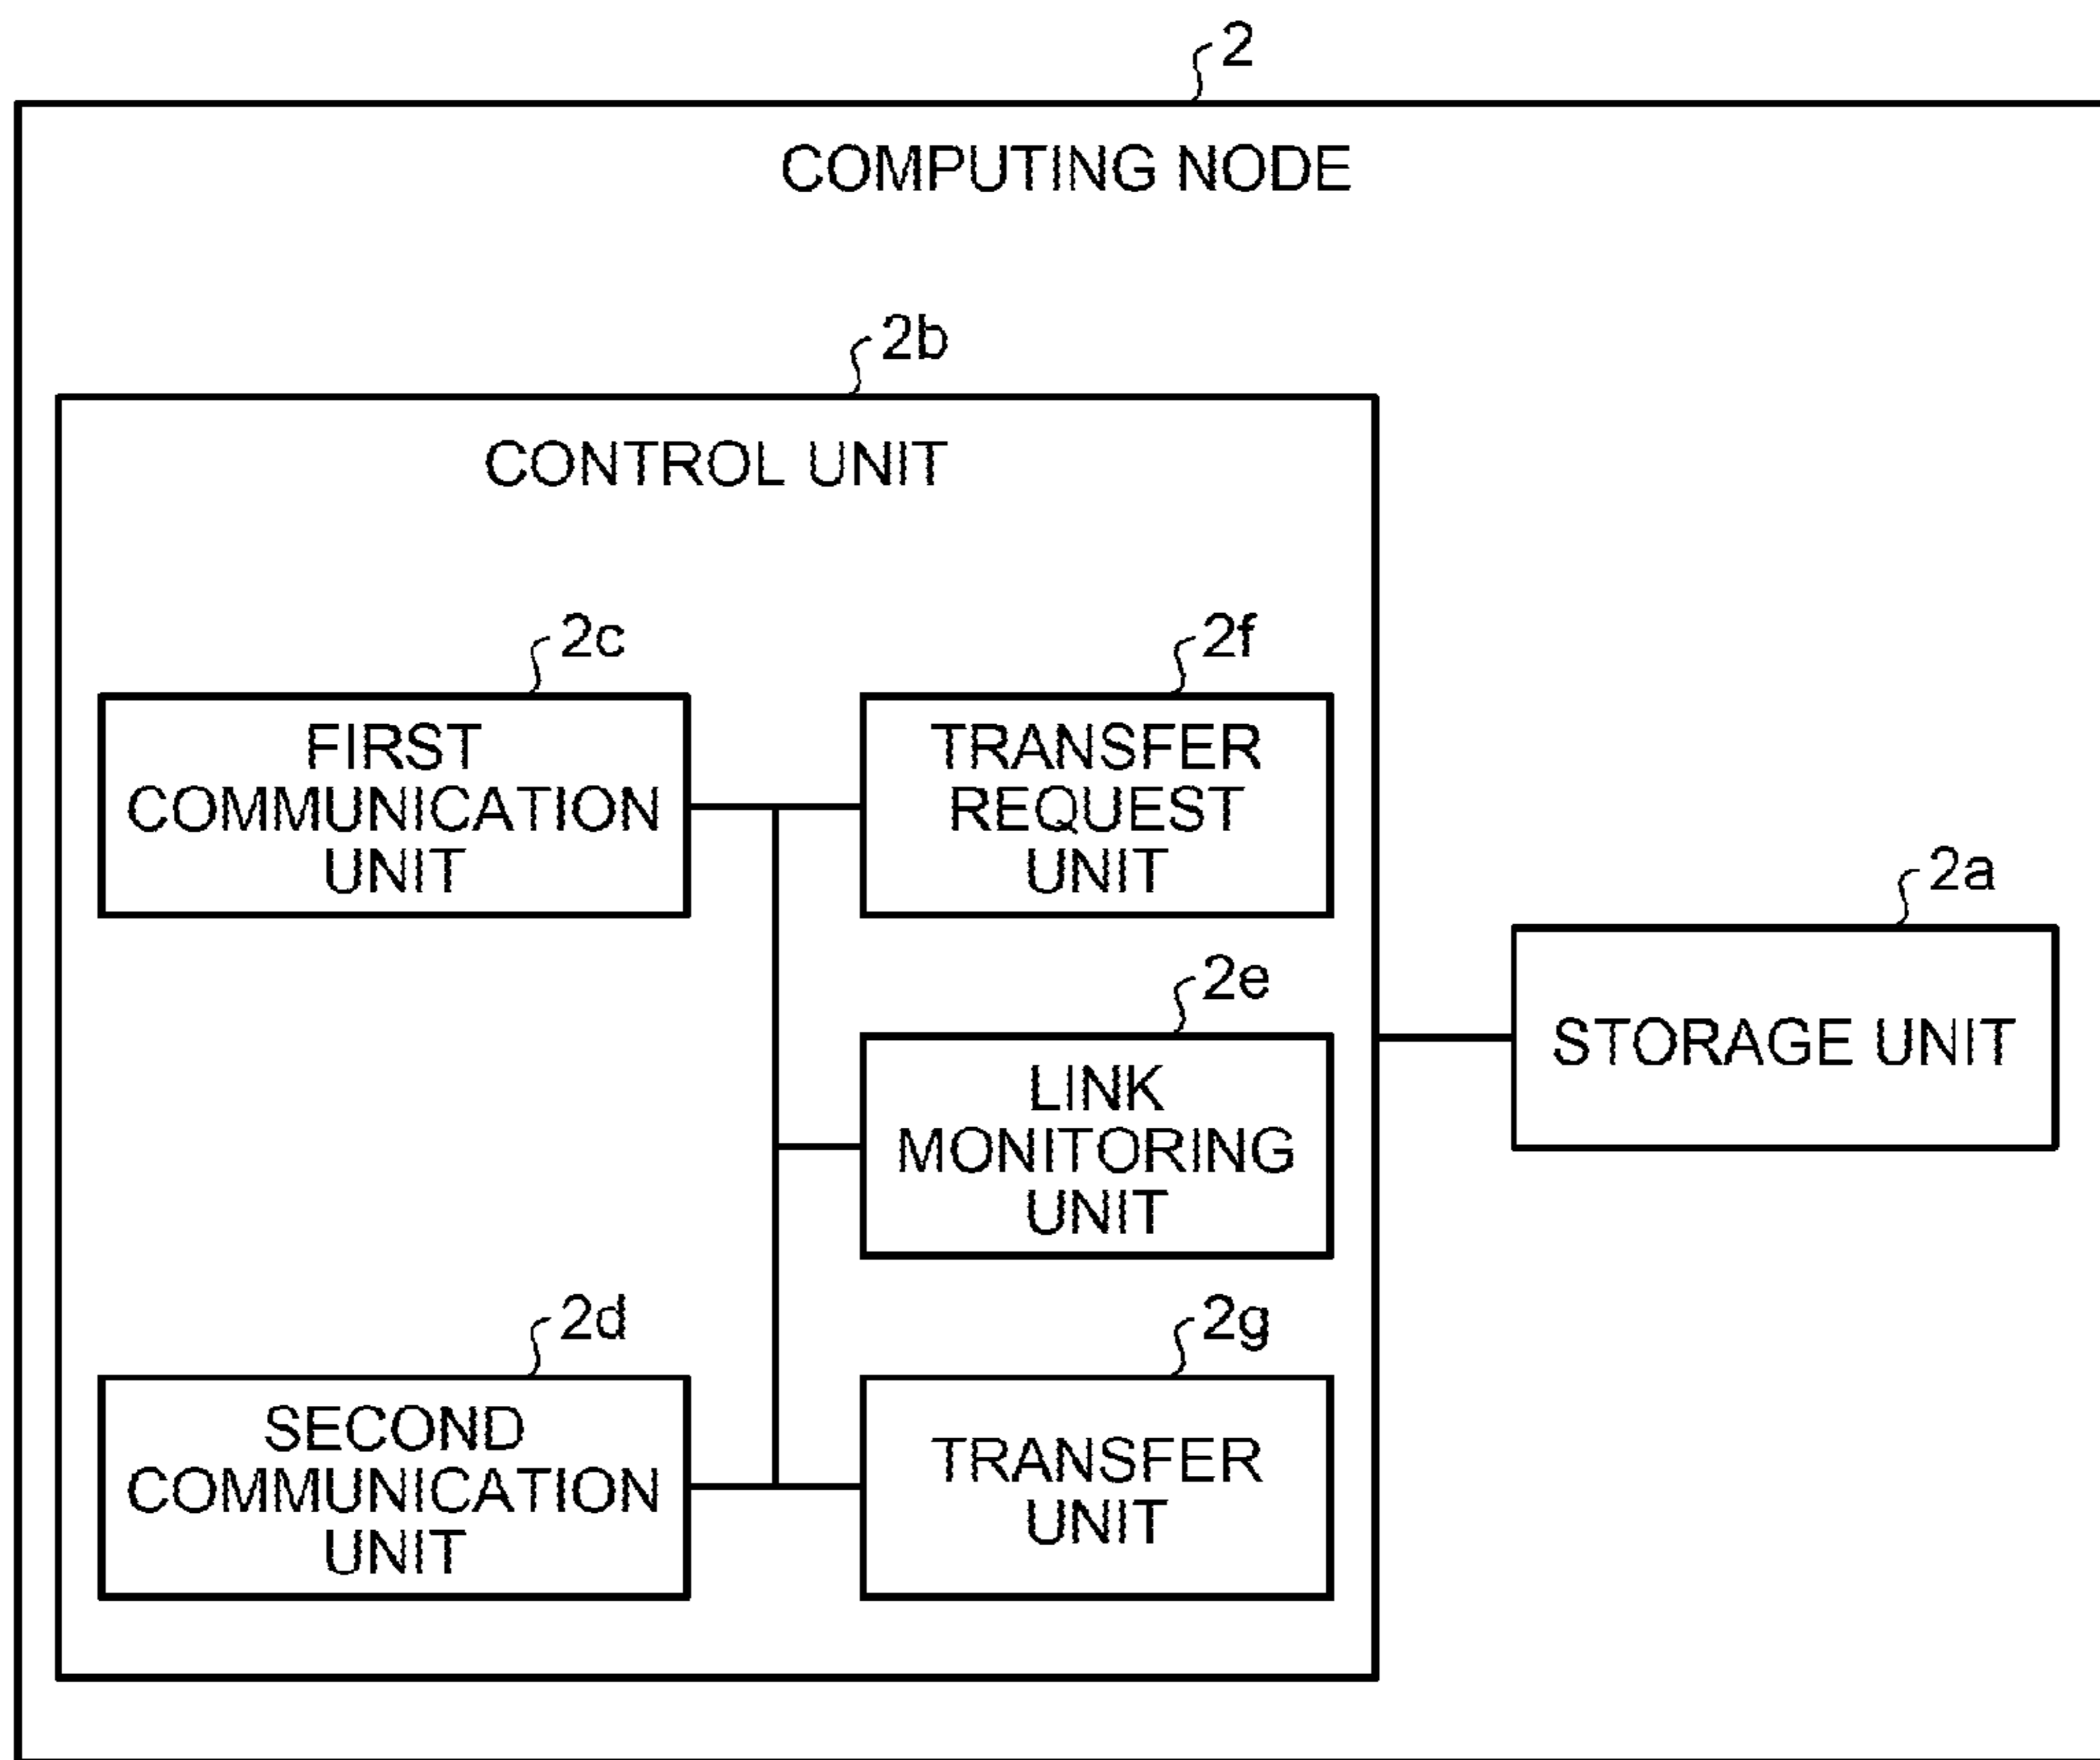 2
COMPUTING NODE
2b
CONTROL UNIT
2c
FIRST
COMMUNICATION
UNIT
2f
TRANSFER
REQUEST
UNIT
2a
STORAGE UNIT
2e
LINK
MONITORING
UNIT
2d
SECOND
COMMUNICATION
UNIT
2g
TRANSFER
UNIT